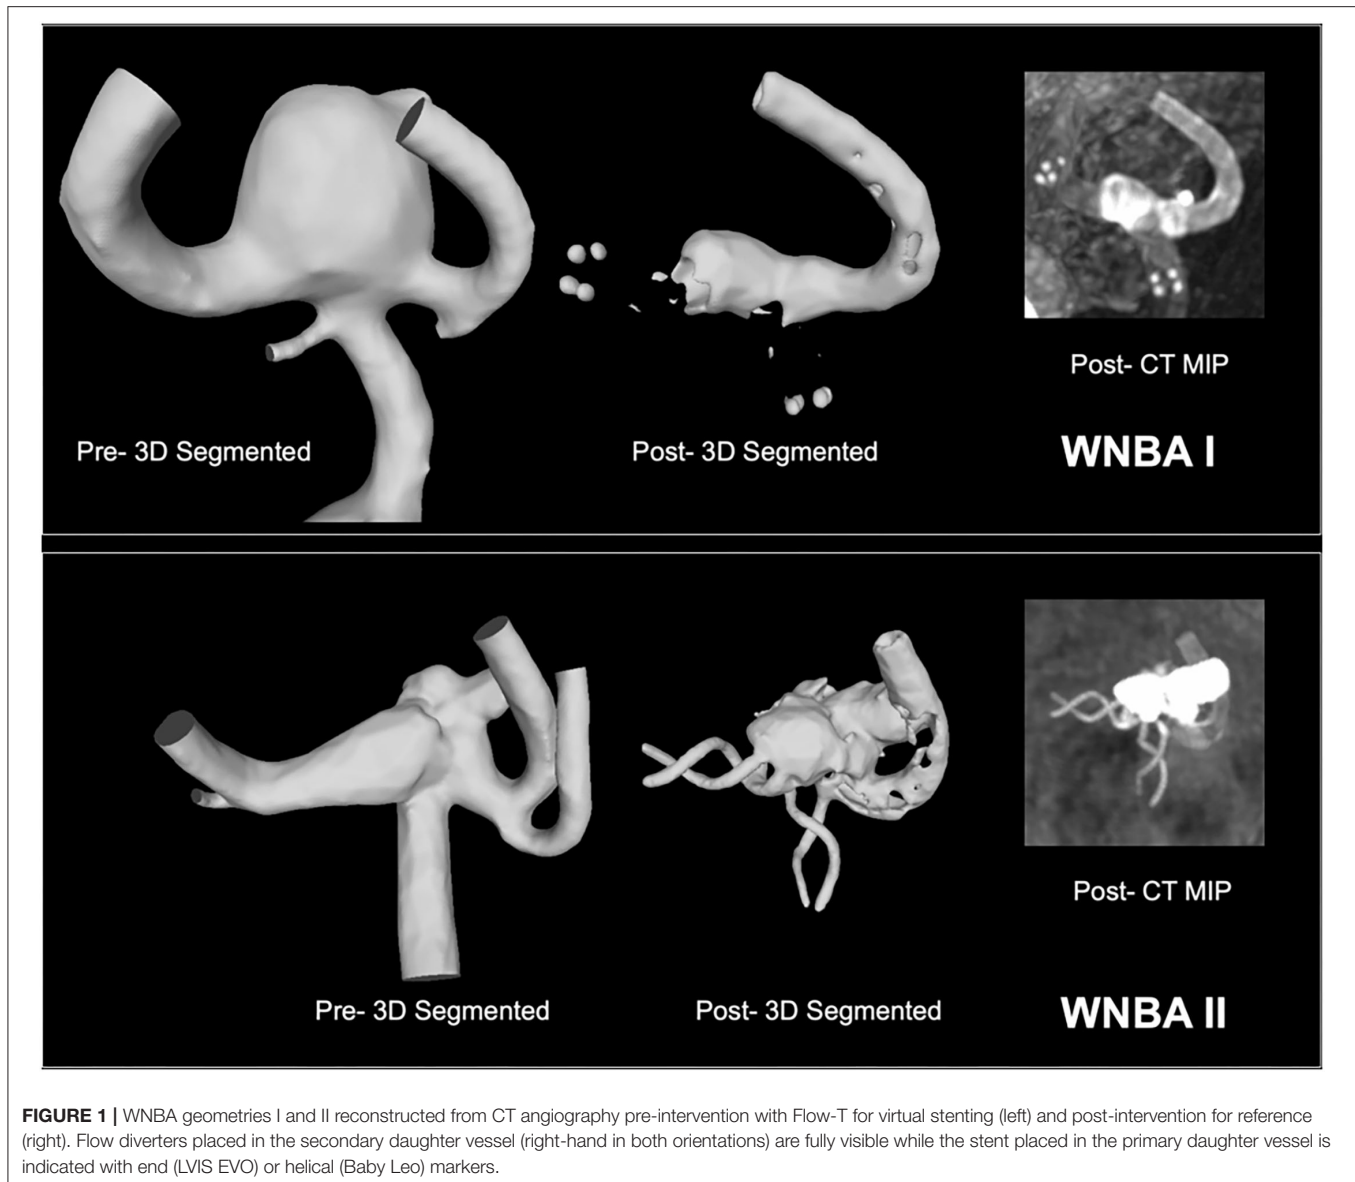 Post- CT MIP
Pre- 3D Segmented
Post- 3D Segmented
WNBA I
Post- CT MIP
Pre- 3D Segmented
Post- 3D Segmented
WNBA II
FIGURE 1 | WNBA geometries I and II reconstructed from CT angiography pre-intervention with Flow-T for virtual stenting (left) and post-intervention for reference
(right). Flow diverters placed in the secondary daughter vessel (right-hand in both orientations) are fully visible while the stent placed in the primary daughter vessel is
indicated with end (LVIS EVO) or helical (Baby Leo) markers.